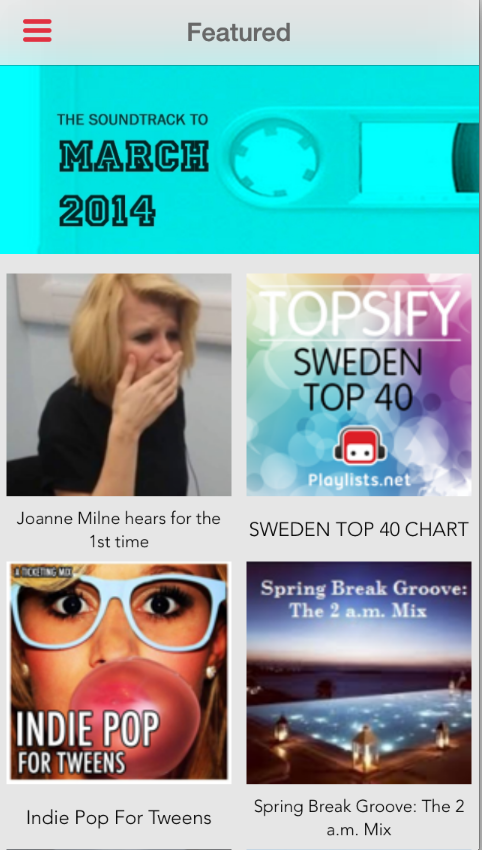 Featured
THE SOUNDTRACK TO
MARCH
2014
TOPSIFY
SWEDEN
TOP 40
Playlists.net
Joanne Milne hears for the
1st time
SWEDEN TOP 40 CHART
A TICKETING MIX
INDIE POP
FOR TWEENS
Spring Break Groove:
The 2 a.m. Mix
Indie Pop For Tweens
Spring Break Groove: The 2
a.m. Mix